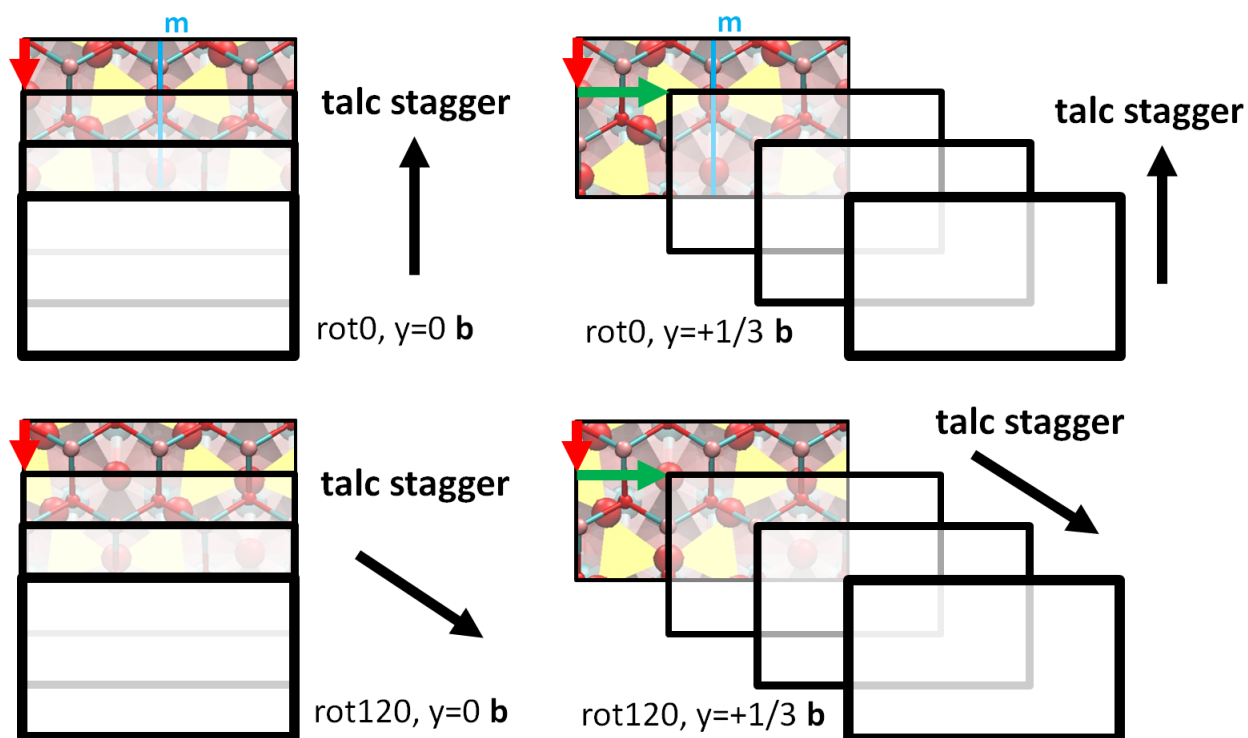 m
m
talc stagger
talc stagger
rot0, y=0 b
rot0, y=+1/3 b
talc stagger
talc stagger
rot120, y=0 b
rot120, y=+1/3 b